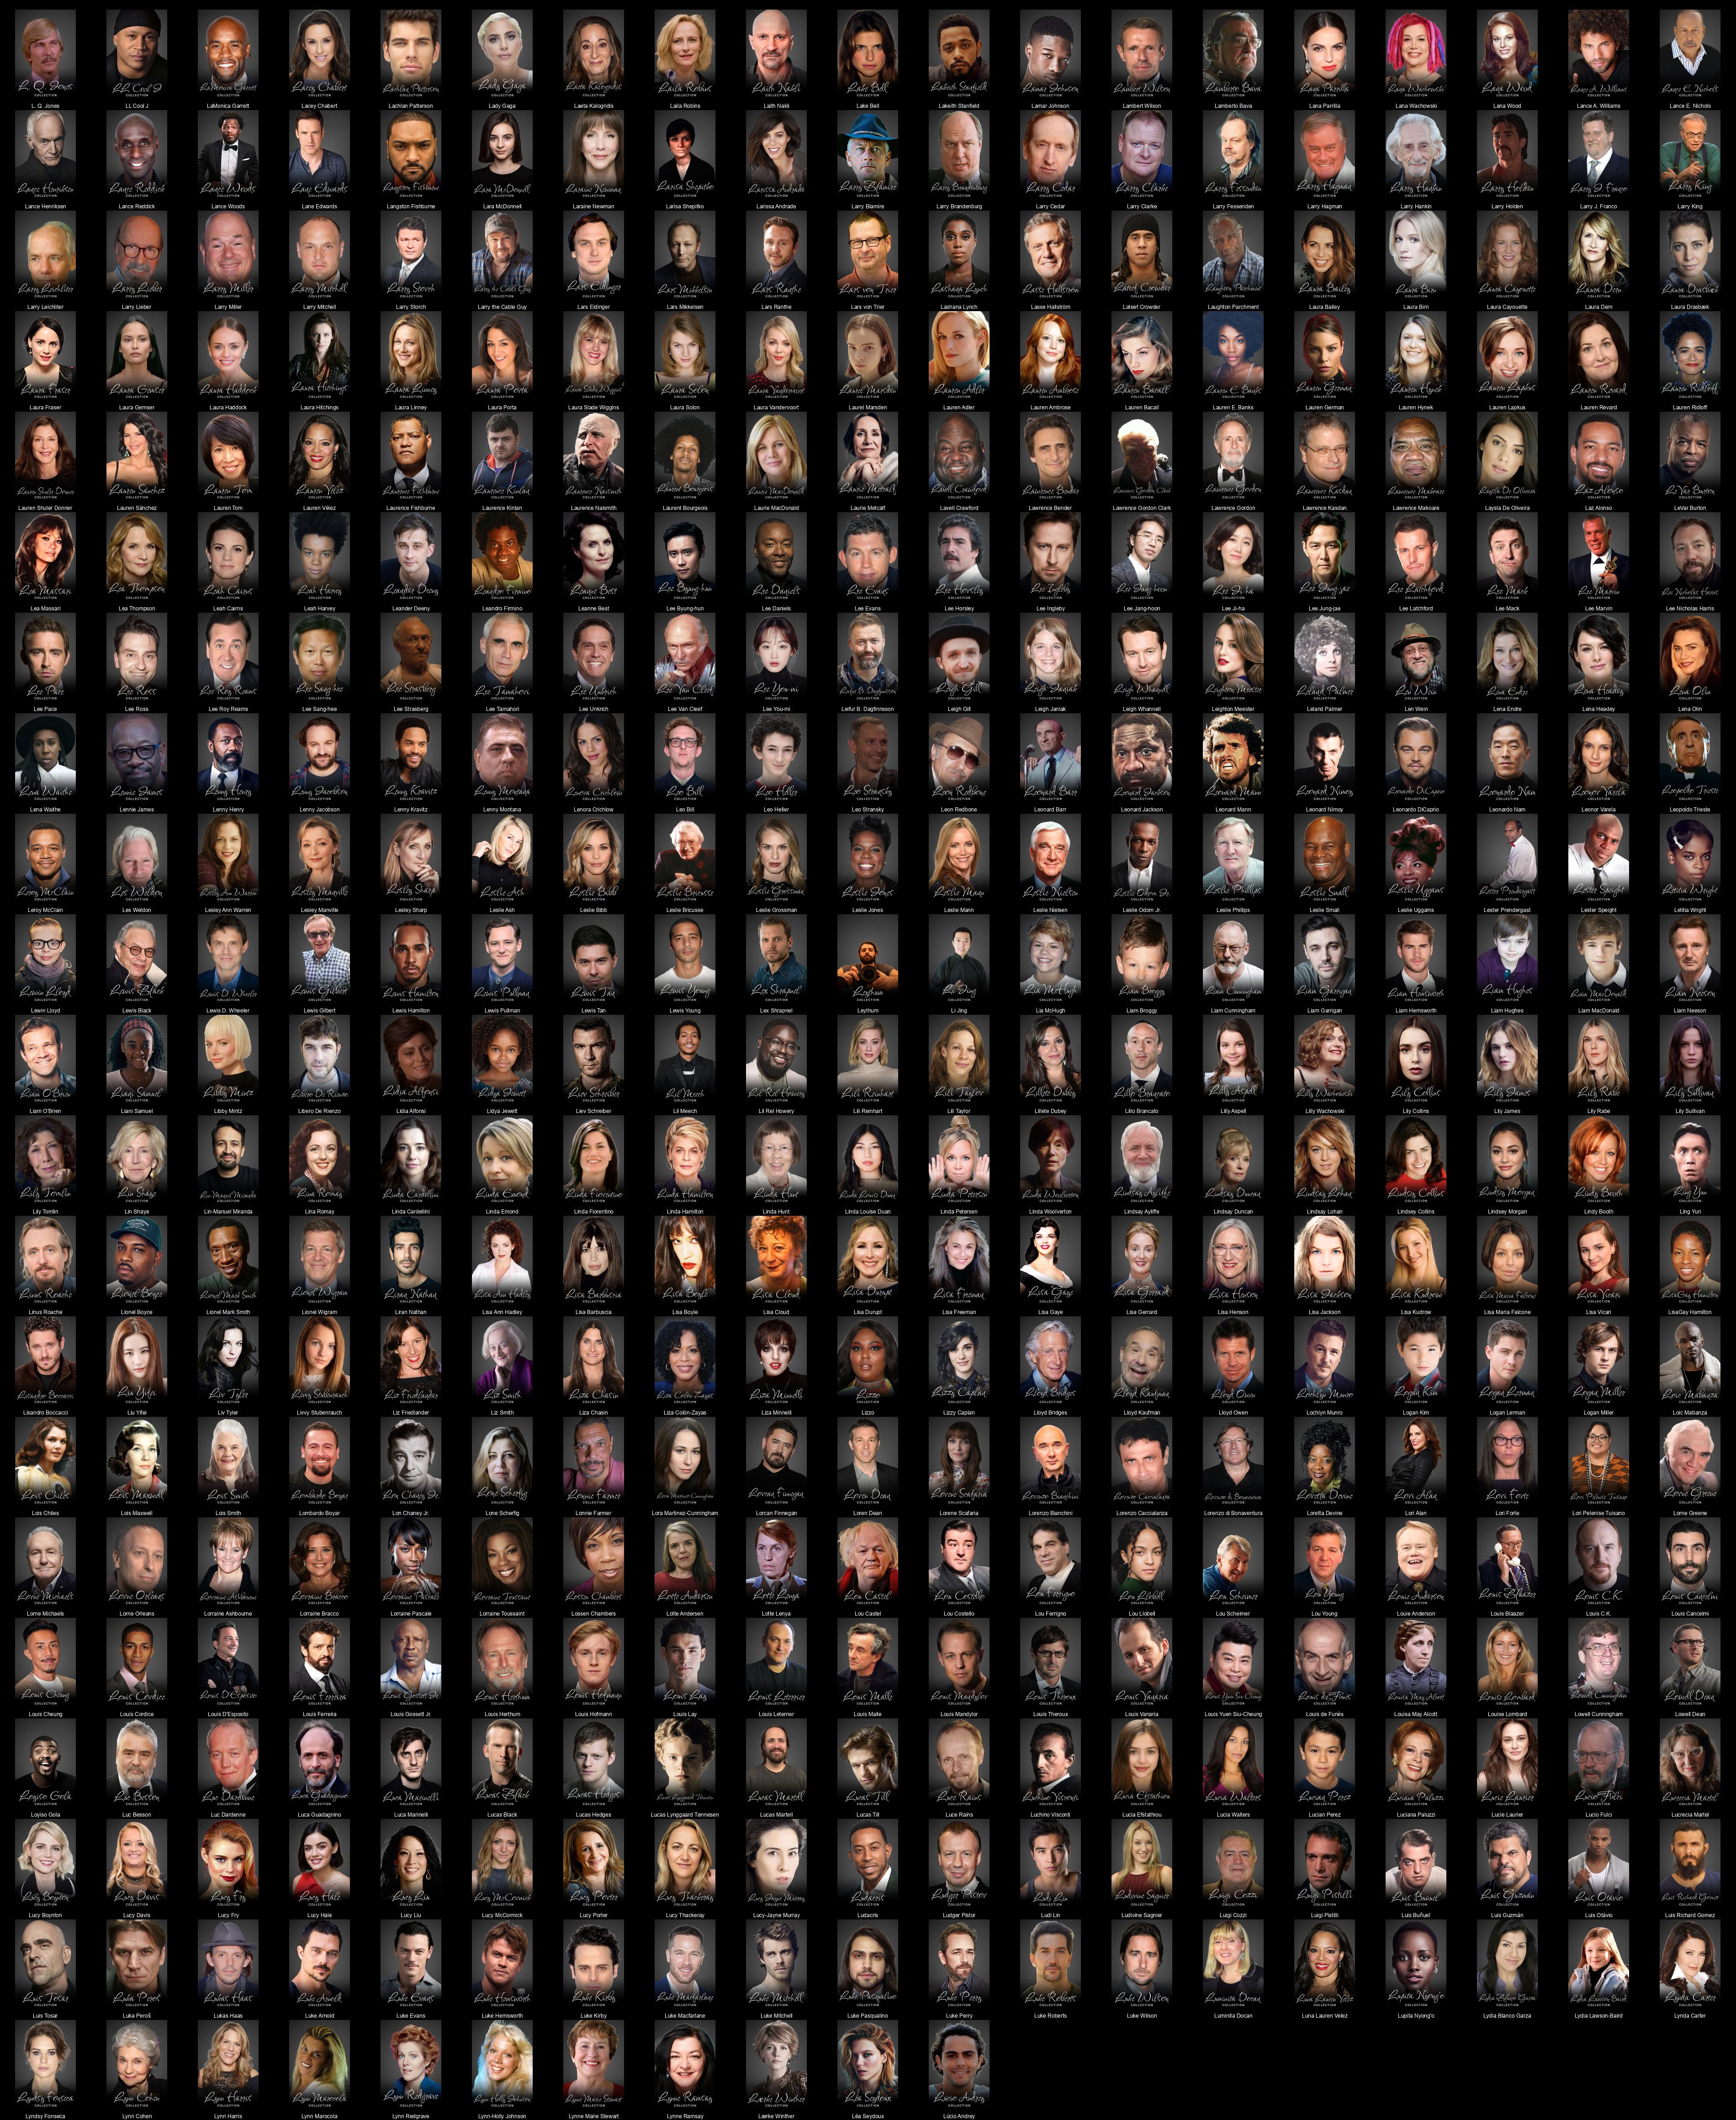 L. Q. Jones LL Cool J LaMonica Garrett Lacey Chabert Lachlan Patterson Lady Gaga Laeta Kalogridis Laila Robins Laith Nakli Lake Bell Lakeith Stanfield Lamar Johnson Lambert Wilson Lamberto Bava Lana Parrilla Lana Wachowski Lana Wood Lance A. Williams Lance E. Nichols
Lance Henriksen Lance Reddick Lance Woods Lane Edwards Langston Fishburne Lara McDonnell Laraine Newman Larisa Shepitko Larissa Andrade Larry Blamire Larry Brandenburg Larry Cedar Larry Clarke Larry Fessenden Larry Hagman Larry Hankin Larry Holden Larry J. Franco Larry King
Larry Leichliter Larry Lieber Larry Miller Larry Mitchell Larry Storch Larry the Cable Guy Lars Eidinger Lars Mikkelsen Lars Ranthe Lars von Trier Lashana Lynch Lasse Hallström Lateef Crowder Laughton Parchment Laura Bailey Laura Birn Laura Cayouette Laura Dern Laura Drasbæk
Laura Fraser Laura Gemser Laura Haddock Laura Hitchings Laura Linney Laura Porta Laura Slade Wiggins Laura Solon Laura Vandervoort Laurel Marsden Lauren Adler Lauren Ambrose Lauren Bacall Lauren E. Banks Lauren German Lauren Hynek Lauren Lapkus Lauren Revard Lauren Ridloff
Lauren Shuler Donner Lauren Sánchez Lauren Tom Lauren Vélez Laurence Fishburne Laurence Kinlan Laurence Naismith Laurent Bourgeois Laurie MacDonald Laurie Metcalf Lavell Crawford Lawrence Bender Lawrence Gordon Clark Lawrence Gordon Lawrence Kasdan Lawrence Makoare Laysla De Oliveira Laz Alonso LeVar Burton
Lea Massari Lea Thompson Leah Cairns Leah Harvey Leander Deeny Leandro Firmino Leanne Best Lee Byung-hun Lee Daniels Lee Evans Lee Horsley Lee Ingleby Lee Jang-hoon Lee Ji-ha Lee Jung-jae Lee Latchford Lee Mack Lee Marvin Lee Nicholas Harris
Lee Pace Lee Ross Lee Roy Reams Lee Sang-hee Lee Strasberg Lee Tamahori Lee Unkrich Lee Van Cleef Lee You-mi Leifur B. Dagfinnsson Leigh Gill Leigh Janiak Leigh Whannell Leighton Meester Leland Palmer Len Wein Lena Endre Lena Headey Lena Olin
Lena Waithe Lennie James Lenny Henry Lenny Jacobson Lenny Kravitz Lenny Montana Lenora Crichlow Leo Bill Leo Heller Leo Stransky Leon Redbone Leonard Barr Leonard Jackson Leonard Mann Leonard Nimoy Leonardo DiCaprio Leonardo Nam Leonor Varela Leopoldo Trieste
Leroy McClain Les Weldon Lesley Ann Warren Lesley Manville Lesley Sharp Leslie Ash Leslie Bibb Leslie Bricusse Leslie Grossman Leslie Jones Leslie Mann Leslie Nielsen Leslie Odom Jr. Leslie Phillips Leslie Small Leslie Uggams Lester Prendergast Lester Speight Letitia Wright
Lewin Lloyd Lewis Black Lewis D. Wheeler Lewis Gilbert Lewis Hamilton Lewis Pullman Lewis Tan Lewis Young Lex Shrapnel Leythum Li Jing Lia McHugh Liam Broggy Liam Cunningham Liam Garrigan Liam Hemsworth Liam Hughes Liam MacDonald Liam Neeson
Liam O'Brien Liani Samuel Libby Mintz Libero De Rienzo Lidia Alfonsi Lidya Jewett Liev Schreiber Lil Meech Lil Rel Howery Lili Reinhart Lili Taylor Lillete Dubey Lillo Brancato Lilly Aspell Lilly Wachowski Lily Collins Lily James Lily Rabe Lily Sullivan
Lily Tomlin Lin Shaye Lin-Manuel Miranda Lina Romay Linda Cardellini Linda Emond Linda Fiorentino Linda Hamilton Linda Hunt Linda Louise Duan Linda Petersen Linda Woolverton Lindsay Ayliffe Lindsay Duncan Lindsay Lohan Lindsey Collins Lindsey Morgan Lindy Booth Ling Yun
Linus Roache Lionel Boyce Lionel Mark Smith Lionel Wigram Liran Nathan Lisa Ann Hadley Lisa Barbuscia Lisa Boyle Lisa Cloud Lisa Durupt Lisa Freeman Lisa Gaye Lisa Gerrard Lisa Henson Lisa Jackson Lisa Kudrow Lisa Maria Falcone Lisa Vicari LisaGay Hamilton
Lisandro Boccacci Liu Yifei Liv Tyler Livvy Stubenrauch Liz Friedlander Liz Smith Liza Chasin Liza Colón-Zayas Liza Minnelli Lizzo Lizzy Caplan Lloyd Bridges Lloyd Kaufman Lloyd Owen Lochlyn Munro Logan Kim Logan Lerman Logan Miller Loic Mabanza
Lois Chiles Lois Maxwell Lois Smith Lombardo Boyar Lon Chaney Jr. Lone Scherfig Lonnie Farmer Lora Martinez-Cunningham Lorcan Finnegan Loren Dean Lorene Scafaria Lorenzo Bianchini Lorenzo Caccialanza Lorenzo di Bonaventura Loretta Devine Lori Alan Lori Forte Lori Pelenise Tuisano Lorne Greene
Lorne Michaels Lorne Orleans Lorraine Ashbourne Lorraine Bracco Lorraine Pascale Lorraine Toussaint Lossen Chambers Lotte Andersen Lotte Lenya Lou Castel Lou Costello Lou Ferrigno Lou Llobell Lou Scheimer Lou Young Louie Anderson Louis Blaazer Louis C.K. Louis Cancelmi
Louis Cheung Louis Cordice Louis D'Esposito Louis Ferreira Louis Gossett Jr. Louis Herthum Louis Hofmann Louis Lay Louis Leterrier Louis Malle Louis Mandylor Louis Theroux Louis Vanaria Louis Yuen Siu-Cheung Louis de Funès Louisa May Alcott Louise Lombard Lowell Cunningham Lowell Dean
Loyiso Gola Luc Besson Luc Dardenne Luca Guadagnino Luca Marinelli Lucas Black Lucas Hedges Lucas Lynggaard Tønnesen Lucas Martell Lucas Till Luce Rains Luchino Visconti Lucia Efstathiou Lucia Walters Lucian Perez Luciana Paluzzi Lucie Laurier Lucio Fulci Lucrecia Martel
Lucy Boynton Lucy Davis Lucy Fry Lucy Hale Lucy Liu Lucy McCormick Lucy Porter Lucy Thackeray Lucy-Jayne Murray Ludacris Ludger Pistor Ludi Lin Ludivine Sagnier Luigi Cozzi Luigi Pistilli Luis Buñuel Luis Guzmán Luis Otávio Luis Richard Gomez
Luis Tosar Luka Peroš Lukas Haas Luke Arnold Luke Evans Luke Hemsworth Luke Kirby Luke Macfarlane Luke Mitchell Luke Pasqualino Luke Perry Luke Roberts Luke Wilson Luminita Docan Luna Lauren Velez Lupita Nyong'o Lydia Blanco Garza Lydia Lawson-Baird Lynda Carter
Lyndsy Fonseca Lynn Cohen Lynn Harris Lynn Marocola Lynn Redgrave Lynn-Holly Johnson Lynne Marie Stewart Lynne Ramsay Lærke Winther Léa Seydoux Lúcio Andrey